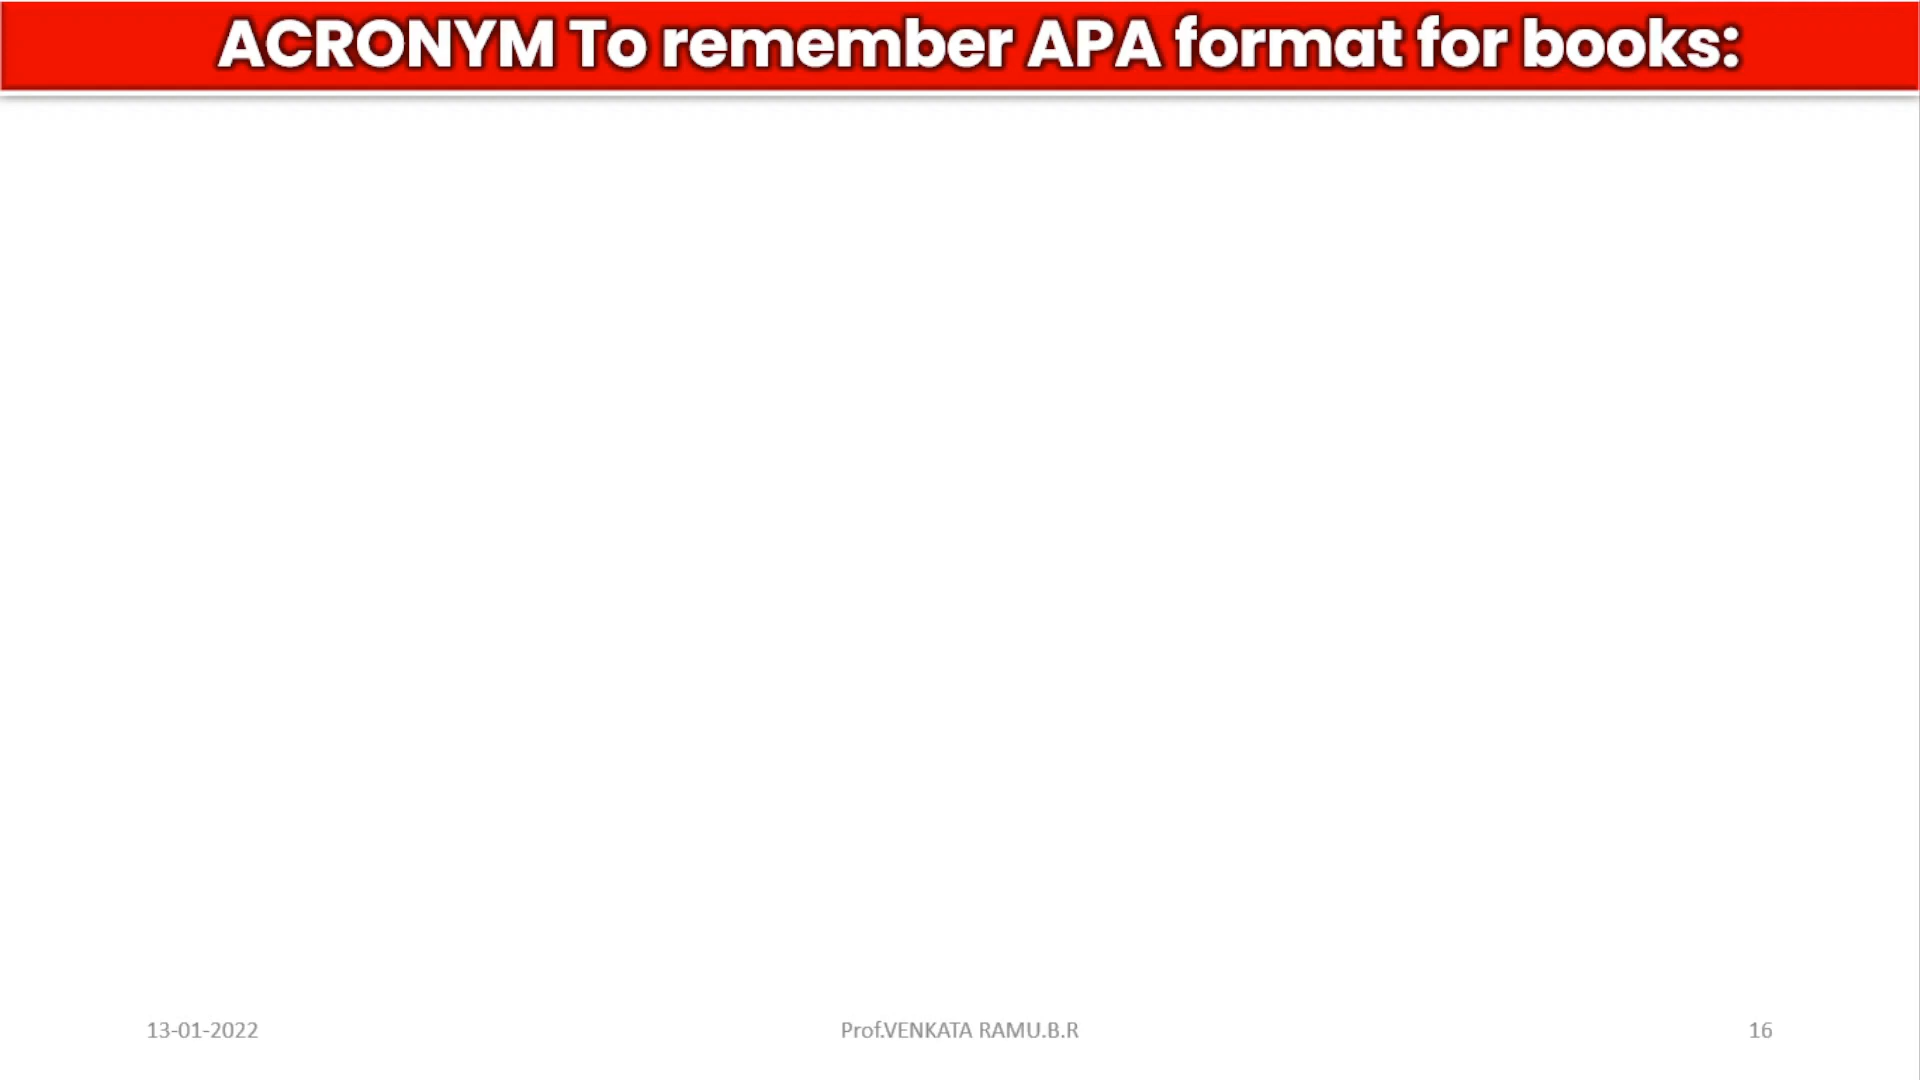 ACRONYM To remember APA format for books:
13-01-2022
Prof.VENKATA RAMU.B.R
16